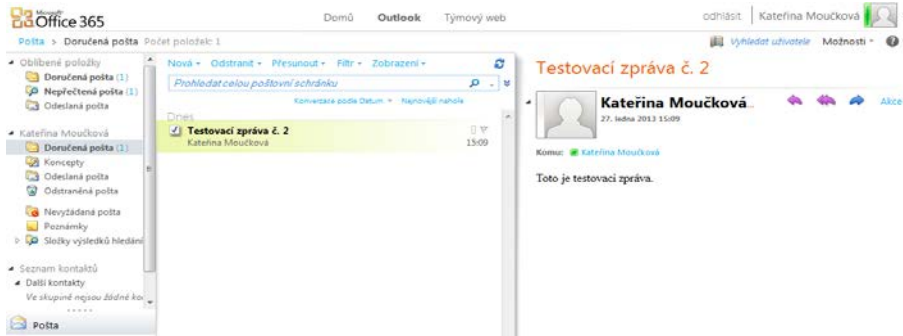 Microsoft
Office 365
Domů Outlook Týmový web
odhlásit Kateřina Moučková
Pošta > Doručená pošta Počet položek: 1
Vyhledat uživatele Možnosti
Oblíbené položky
Doručená pošta (1)
Nepřečtená pošta (1)
Odeslaná pošta
Kateřina Moučková
Doručená pošta (1)
Koncepty
Odeslaná pošta
Odstraněná pošta
Nevyžádaná pošta
Poznámky
Složky výsledků hledání
Seznam kontaktů
Další kontakty
Ve skupině nejsou žádné
Pošta
Nová Odstranit Přesunout Filtr Zobrazení
Prohledat celou poštovní schránku
Konverzace podle Datum Nejnovější nahoře
Dnes
Testovací zpráva č. 2
Kateřina Moučková 15:09
Testovací zpráva č. 2
Kateřina Moučková
Akce
27. ledna 2013 15:09
Komu: Kateřina Moučková
Toto je testovaci zpráva.